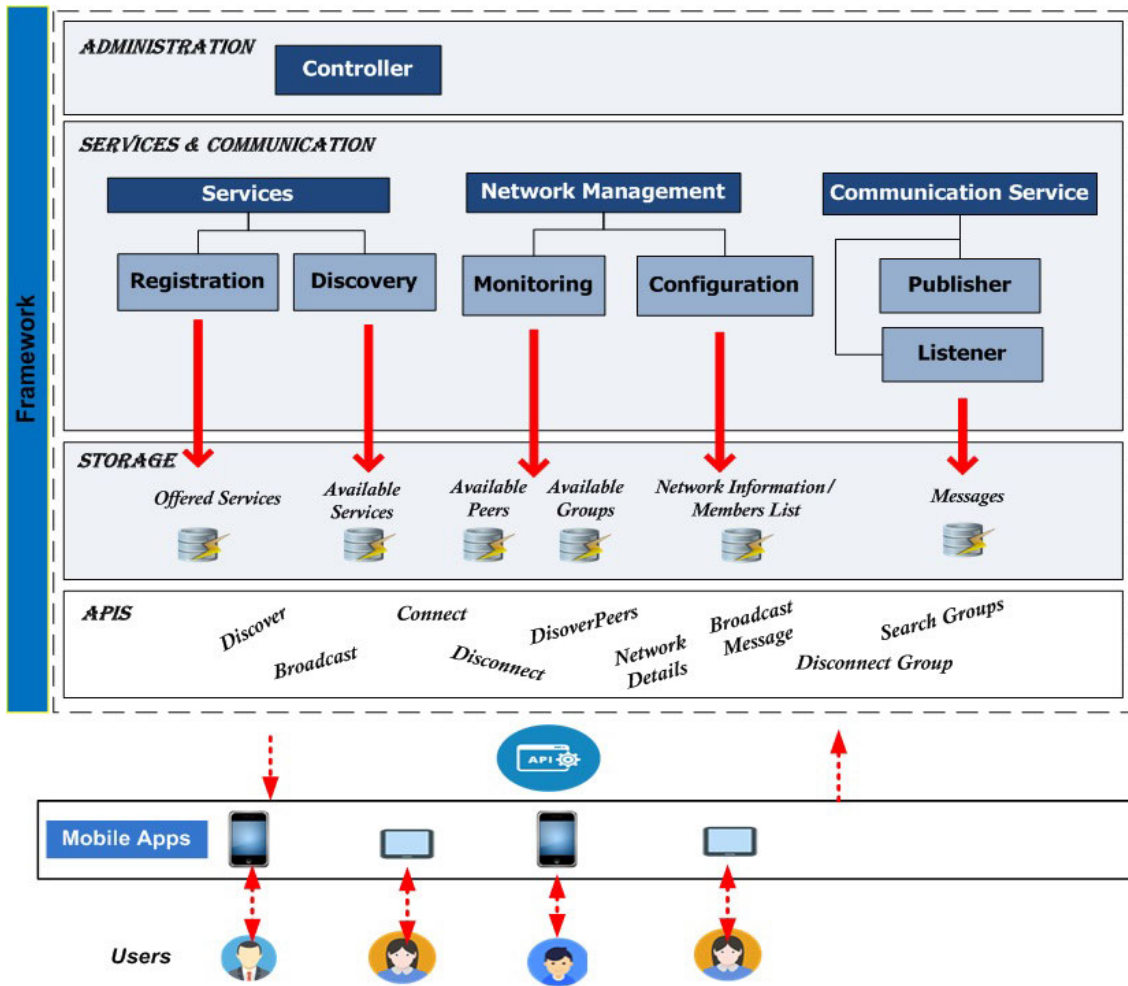 ADMINISTRATION
Controller
SERVICES & COMMUNICATION
Services
Network Management
Communication Service
Registration
Discovery
Monitoring
Configuration
Publisher
Listener
Framework
STORAGE
Offered Services
Available
Services
Available
Peers
Available
Groups
Network Information/
Members List
Messages
APIS
Discover
Broadcast
Connect
Disconnect
DisoverPeers
Network
Details
Broadcast
Message
Search Groups
Disconnect Group
API
Mobile Apps
Users